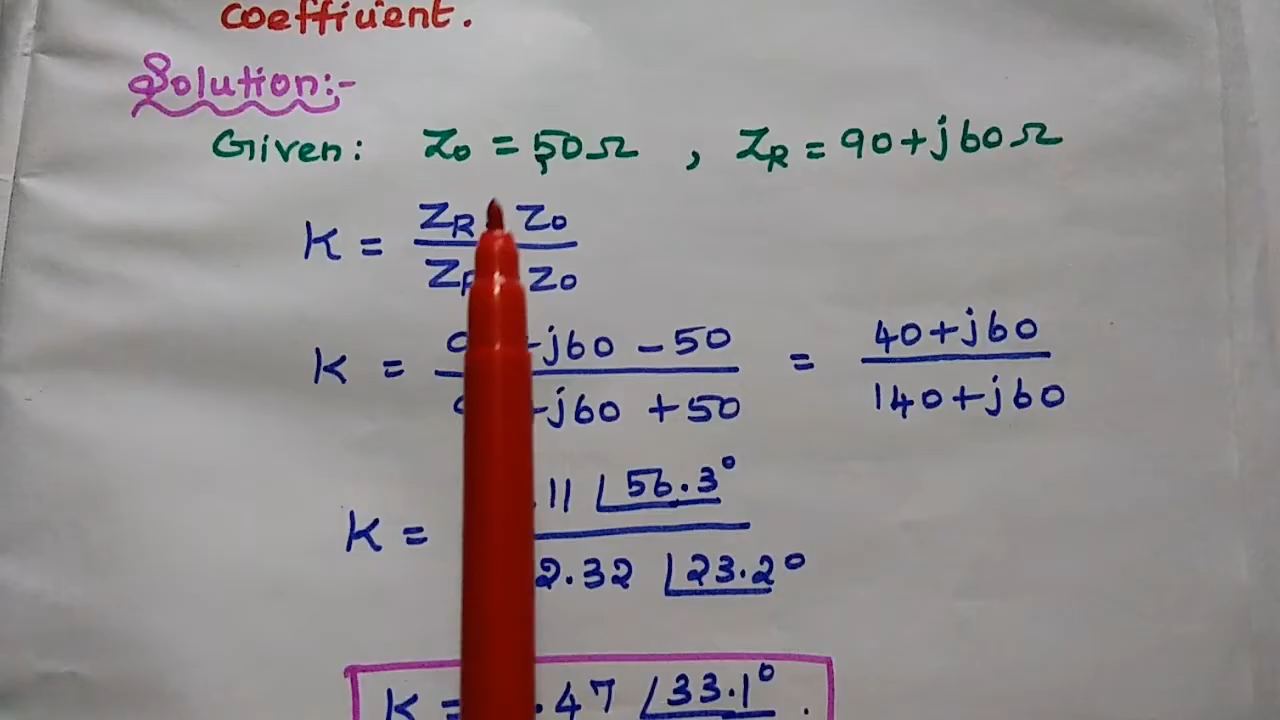 coefficient.
Solution:-
Given: Z0 = 50Ω , ZR = 90+j60Ω
K = ZR Z0
Z Z0
K = j60 -50 = 40+j60
j60 +50 140+j60
K = .11 ∠56.3°
2.32 ∠23.2°
K = .47 ∠33.1° .